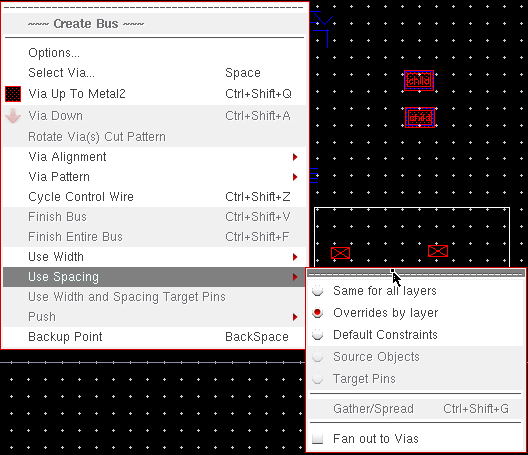 ~~~ Create Bus ~~~
Options...
Select Via... Space
Via Up To Metal2 Ctrl+Shift+Q
Via Down Ctrl+Shift+A
Rotate Via(s) Cut Pattern
Via Alignment
Via Pattern
Cycle Control Wire Ctrl+Shift+Z
Finish Bus Ctrl+Shift+V
Finish Entire Bus Ctrl+Shift+F
Use Width
Use Spacing
Use Width and Spacing Target Pins
Push
Backup Point BackSpace
Same for all layers
Overrides by layer
Default Constraints
Source Objects
Target Pins
Gather/Spread Ctrl+Shift+G
Fan out to Vias